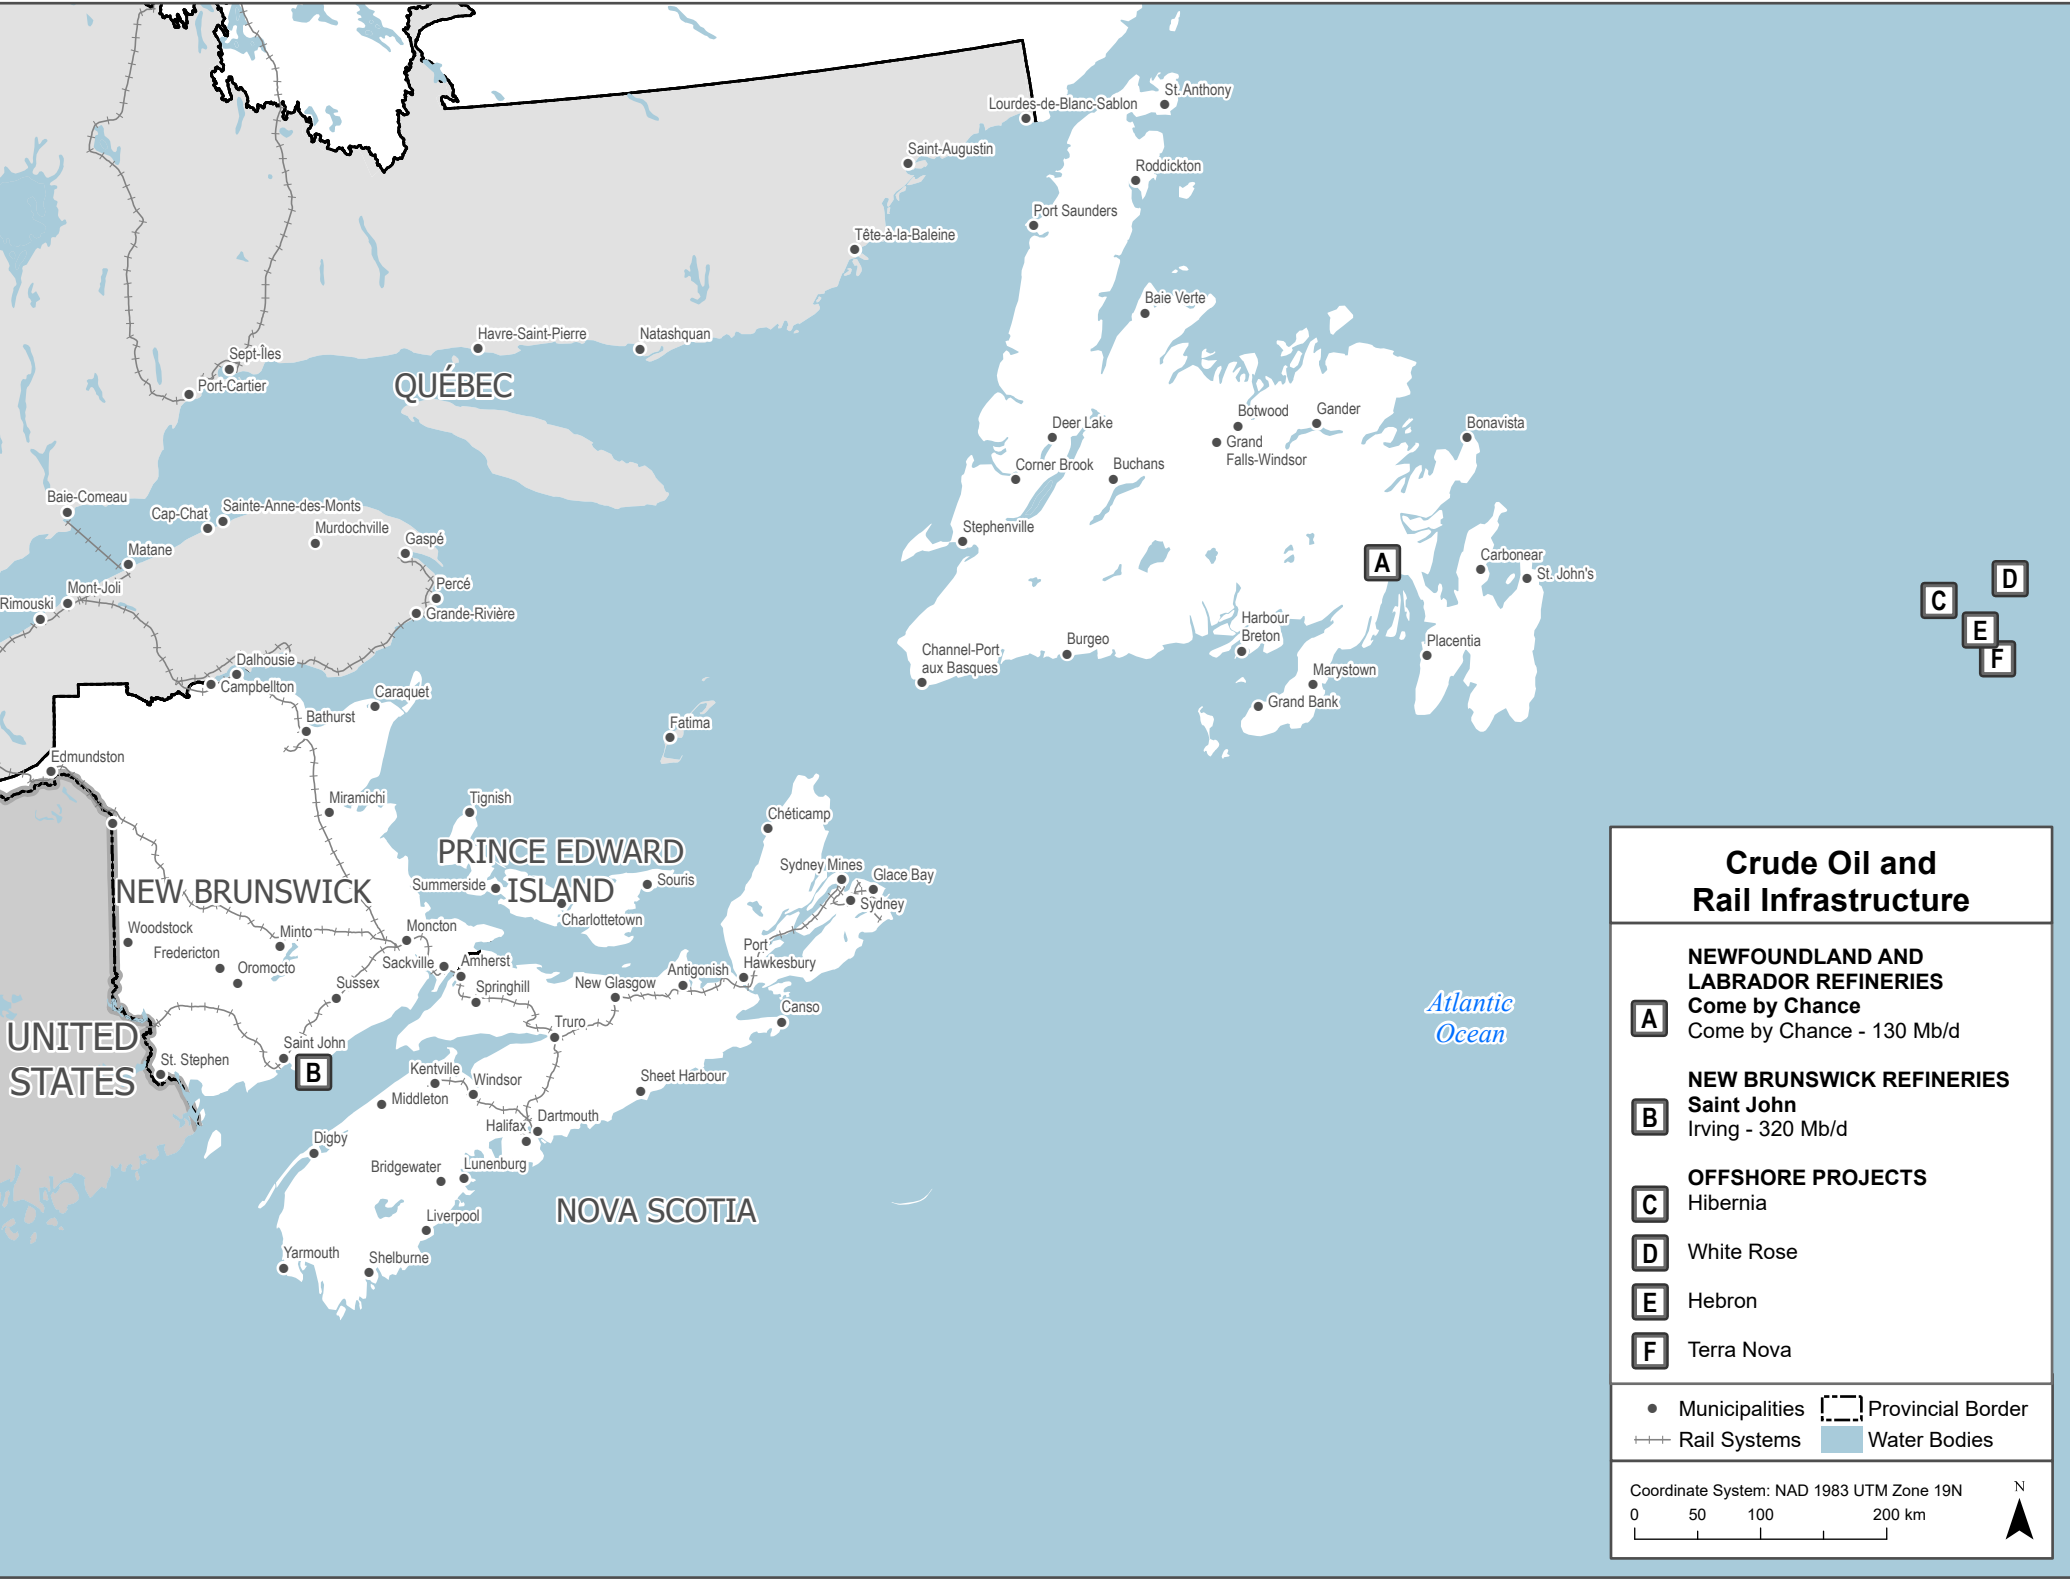 St. Anthony
Lourdes-de-Blanc-Sablon
Saint-Augustin
Roddickton
Port Saunders
Tête-à-la-Baleine
Baie Verte
Havre-Saint-Pierre
Natashquan
Sept-Îles
Port-Cartier
QUÉBEC
Botwood
Gander
Deer Lake
Bonavista
Grand
Falls-Windsor
Corner Brook
Buchans
Baie-Comeau
Cap-Chat
Sainte-Anne-des-Monts
Murdochville
Stephenville
Gaspé
Matane
A
Carbonear
St. John's
D
Mont-Joli
Percé
C
Rimouski
Grande-Rivière
Harbour
Breton
E
F
Burgeo
Placentia
Channel-Port
aux Basques
Dalhousie
Campbellton
Marystown
Caraquet
Grand Bank
Bathurst
Fatima
Edmundston
Miramichi
Tignish
Chéticamp
PRINCE EDWARD
ISLAND
Sydney Mines
Glace Bay
Summerside
Souris
NEW BRUNSWICK
Sydney
Charlottetown
Woodstock
Minto
Moncton
Fredericton
Port
Hawkesbury
Oromocto
Sackville
Amherst
Antigonish
Sussex
Springhill
New Glasgow
Canso
Truro
UNITED
STATES
Saint John
St. Stephen
B
Kentville
Windsor
Sheet Harbour
Middleton
Dartmouth
Halifax
Digby
Bridgewater
Lunenburg
NOVA SCOTIA
Liverpool
Yarmouth
Shelburne
Atlantic
Ocean
Crude Oil and
Rail Infrastructure
NEWFOUNDLAND AND
LABRADOR REFINERIES
Come by Chance
A Come by Chance - 130 Mb/d
NEW BRUNSWICK REFINERIES
Saint John
B Irving - 320 Mb/d
OFFSHORE PROJECTS
C Hibernia
D White Rose
E Hebron
F Terra Nova
Municipalities Provincial Border
Rail Systems Water Bodies
Coordinate System: NAD 1983 UTM Zone 19N
0 50 100 200 km
N